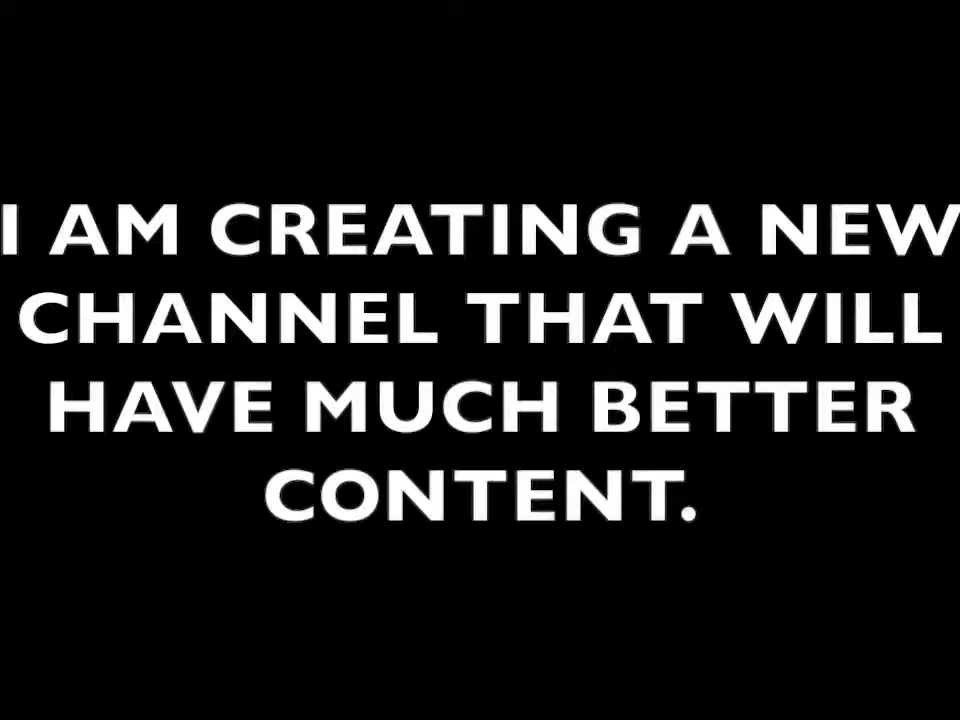 I AM CREATING A NEW
CHANNEL THAT WILL
HAVE MUCH BETTER
CONTENT.